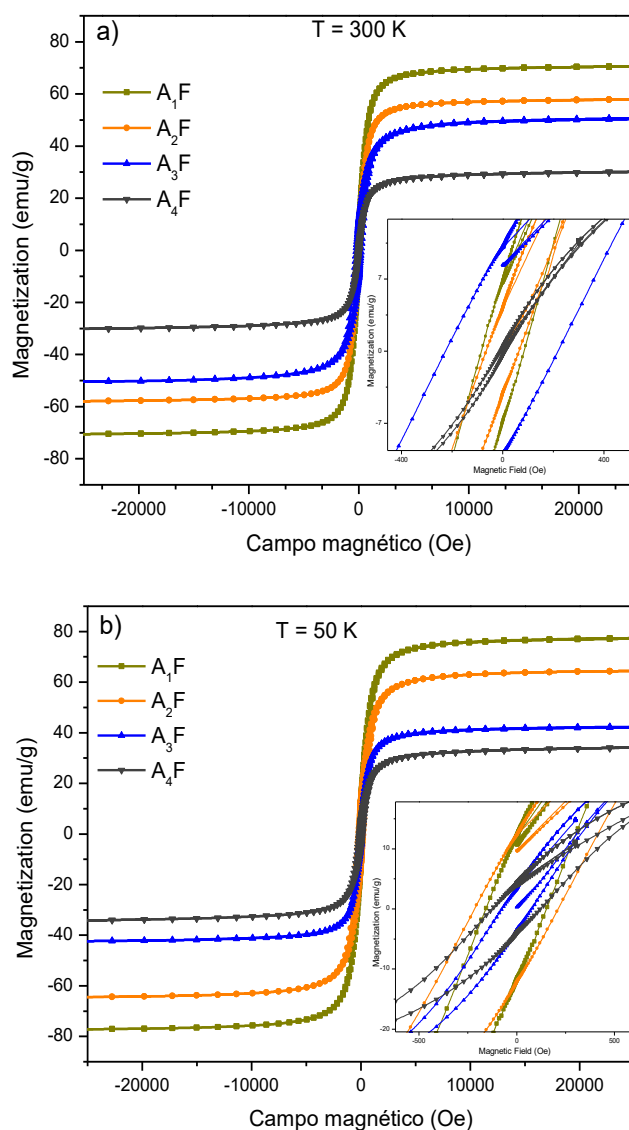 a)
T = 300 K
80
60
40
20
0
-20
-40
-60
-80
Magnetization (emu/g)
A₁F
A₂F
A₃F
A₄F
7
0
-7
Magnetization (emu/g)
-400
0
400
Magnetic Field (Oe)
-20000
-10000
0
10000
20000
Campo magnético (Oe)
b)
T = 50 K
80
60
40
20
0
-20
-40
-60
-80
Magnetization (emu/g)
A₁F
A₂F
A₃F
A₄F
10
0
-10
-20
Magnetization (emu/g)
-500
0
500
Magnetic Field (Oe)
-20000
-10000
0
10000
20000
Campo magnético (Oe)